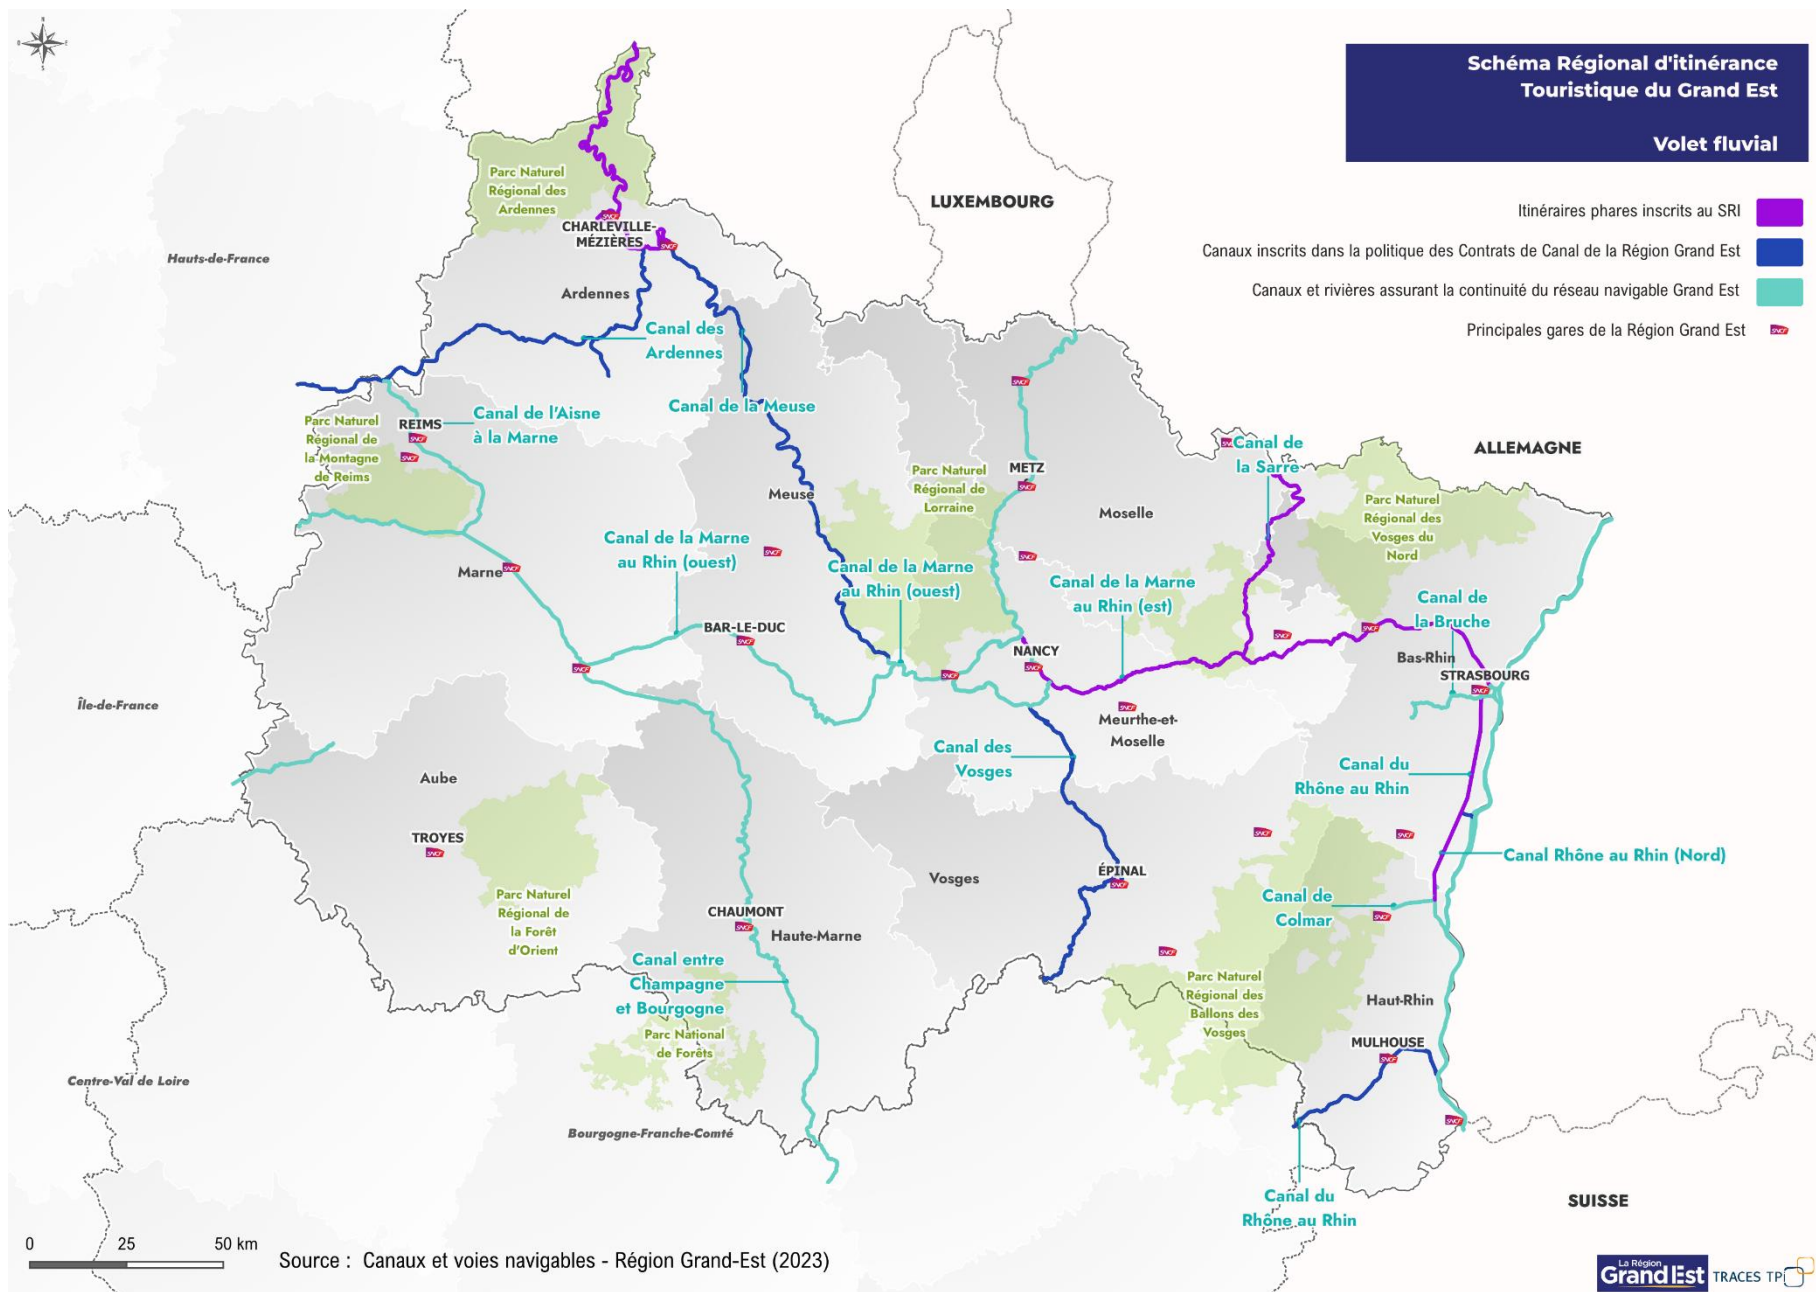 Schéma Régional d'itinérance
Touristique du Grand Est
Volet fluvial
Itinéraires phares inscrits au SRI
Canaux inscrits dans la politique des Contrats de Canal de la Région Grand Est
Canaux et rivières assurant la continuité du réseau navigable Grand Est
Principales gares de la Région Grand Est
SNCF
N
E
S
O
LUXEMBOURG
ALLEMAGNE
SUISSE
Hauts-de-France
Île-de-France
Centre-Val de Loire
Bourgogne-Franche-Comté
Parc Naturel
Régional des
Ardennes
CHARLEVILLE-
MÉZIÈRES
Ardennes
Canal des
Ardennes
Canal de l'Aisne
à la Marne
Canal de la Meuse
REIMS
Parc Naturel
Régional de
la Montagne
de Reims
Marne
Meuse
Canal de la Marne
au Rhin (ouest)
BAR-LE-DUC
Canal de la Marne
au Rhin (ouest)
Parc Naturel
Régional de
Lorraine
METZ
Moselle
Canal de
la Sarre
Parc Naturel
Régional des
Vosges du
Nord
Canal de la Marne
au Rhin (est)
Canal de
la Bruche
NANCY
Bas-Rhin
STRASBOURG
Meurthe-et-
Moselle
Canal des
Vosges
Canal du
Rhône au Rhin
Canal Rhône au Rhin (Nord)
Aube
TROYES
Parc Naturel
Régional de
la Forêt
d'Orient
Vosges
ÉPINAL
Canal de
Colmar
CHAUMONT
Haute-Marne
Canal entre
Champagne
et Bourgogne
Parc National
de Forêts
Parc Naturel
Régional des
Ballons des
Vosges
Haut-Rhin
MULHOUSE
Canal du
Rhône au Rhin
0 25 50 km
Source : Canaux et voies navigables - Région Grand-Est (2023)
La Région
Grand Est
TRACES TP